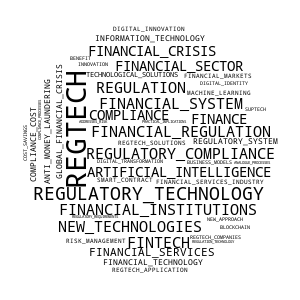 DIGITAL_INNOVATION
INFORMATION_TECHNOLOGY
FINANCIAL_CRISIS
BENEFIT
INNOVATION
FINANCIAL_SECTOR
TECHNOLOGICAL_SOLUTIONS
FINANCIAL_MARKETS
REGULATION
DIGITAL_IDENTITY
MACHINE_LEARNING
FINANCIAL_SYSTEM
SUPTECH
COMPLIANCE
FINANCE
FINANCIAL_REGULATION
REGTECH_SOLUTIONS
REGULATORY_SYSTEM
REGULATORY_COMPLIANCE
DIGITAL_TRANSFORMATION
BUSINESS_MODELS
ARTIFICIAL_INTELLIGENCE
SMART_CONTRACT
FINANCIAL_SERVICES_INDUSTRY
REGULATORY_TECHNOLOGY
FINANCIAL_INSTITUTIONS
NEW_APPROACH
NEW_TECHNOLOGIES
BLOCKCHAIN
RISK_MANAGEMENT
FINTECH
REGTECH_COMPANIES
REGULATION_TECHNOLOGY
FINANCIAL_SERVICES
FINANCIAL_TECHNOLOGY
REGTECH_APPLICATION
COST_SAVINGS
COMPLIANCE_COST
ANTI_MONEY_LAUNDERING
GLOBAL_FINANCIAL_CRISIS
REGTECH